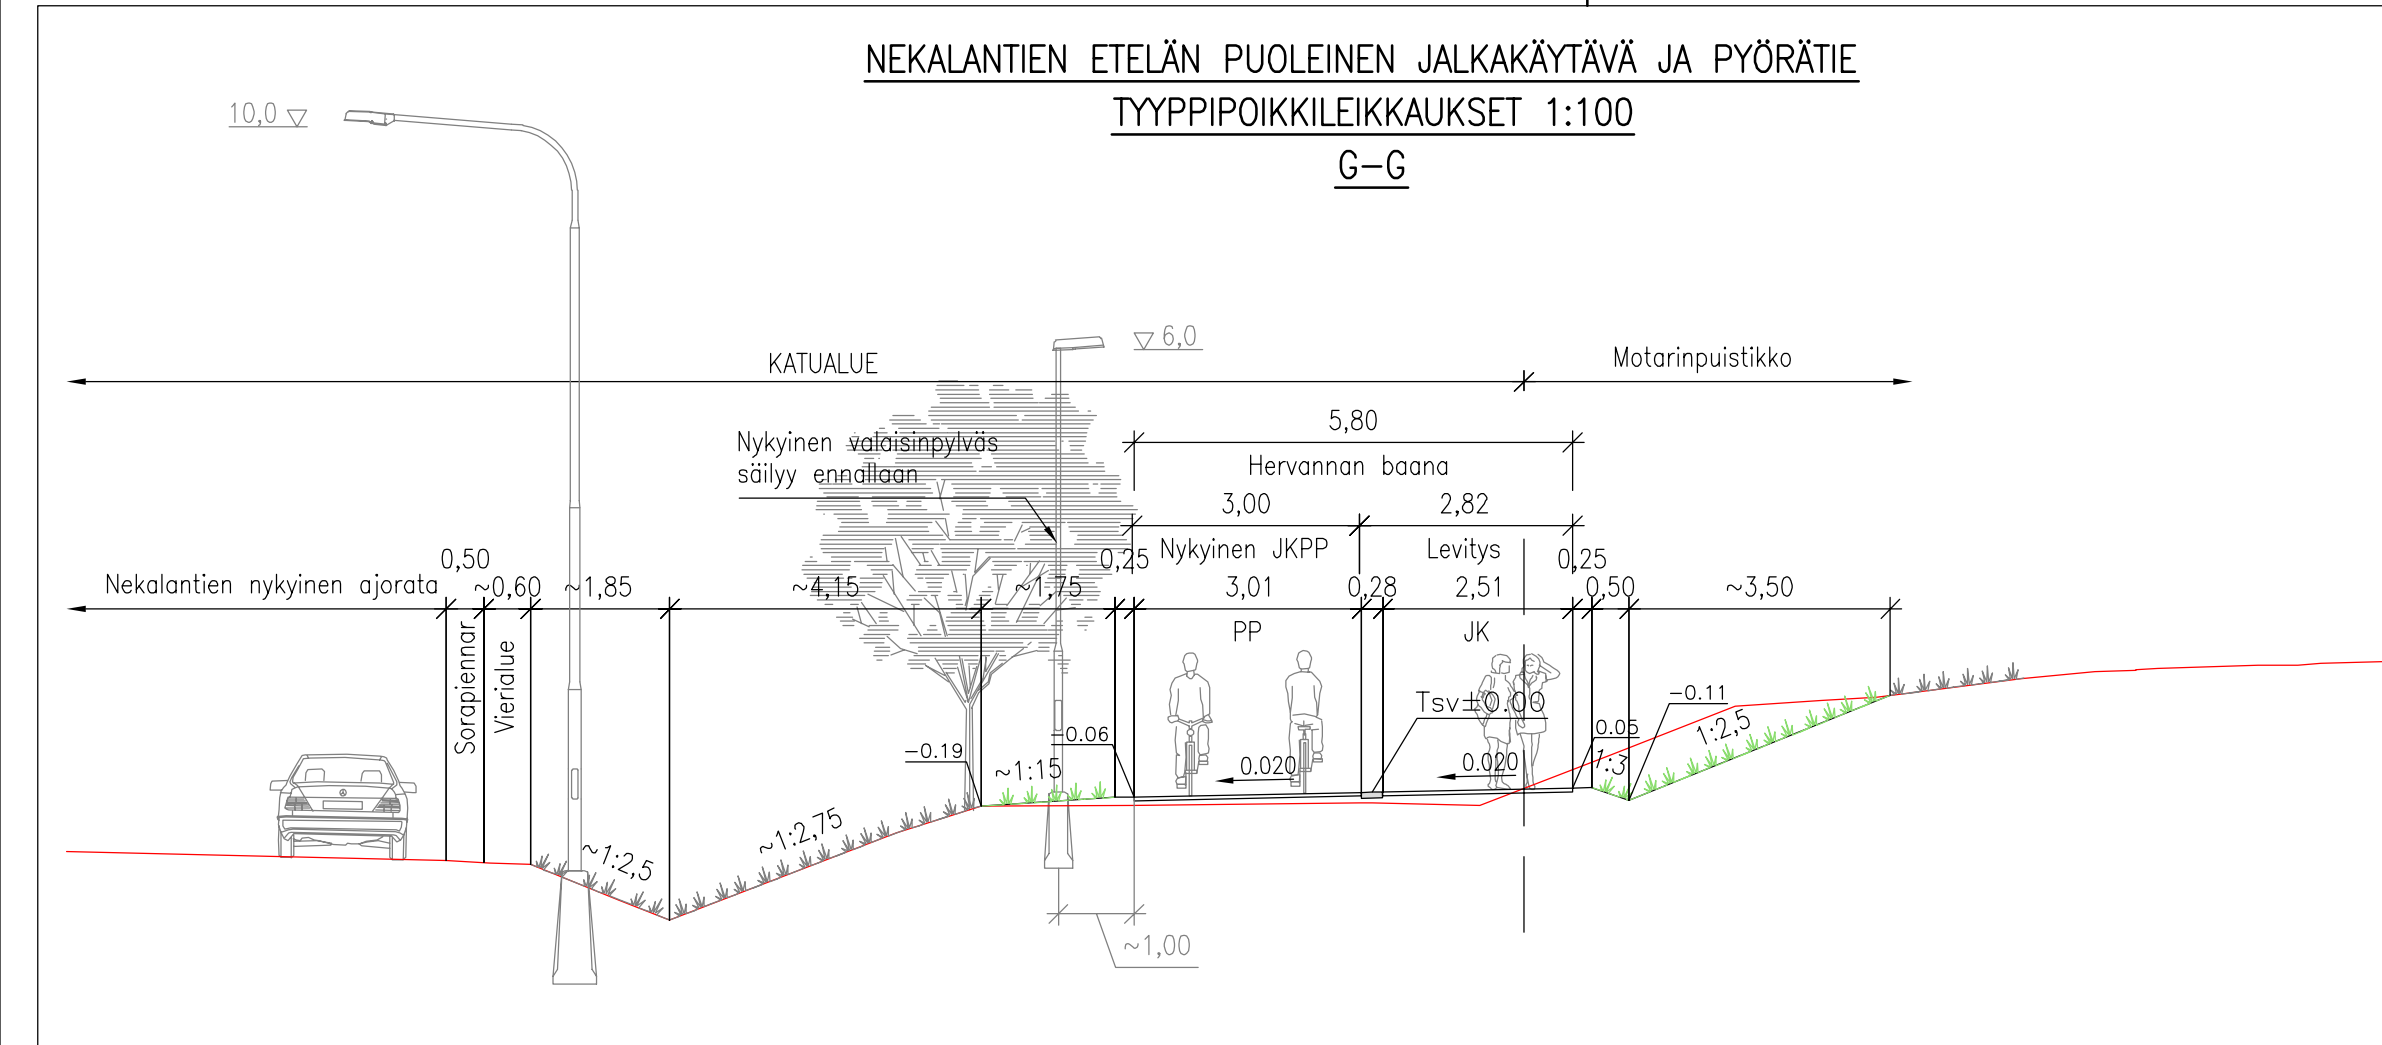 NEKALANTIEN ETELÄN PUOLEINEN JALKAKÄYTÄVÄ JA PYÖRÄTIE
TYYPPIPOIKKILEIKKAUKSET 1:100
G-G
10,0
6,0
KATUALUE
Motarinpuistikko
5,80
Nykyinen valaisinpylväs
säilyy ennallaan
Hervannan baana
3,00
2,82
Nykyinen JKPP
Levitys
Nekalantien nykyinen ajorata
0,50
~0,60
~1,85
~4,15
~1,75
0,25
3,01
0,28
2,51
0,25
0,50
~3,50
Sorapiennar
Vierialue
PP
JK
Tsv±0.00
-0.11
-0.19
-0.06
0.05
0.020
0.020
~1:15
1:3
1:2,5
~1:2,5
~1:2,75
~1,00